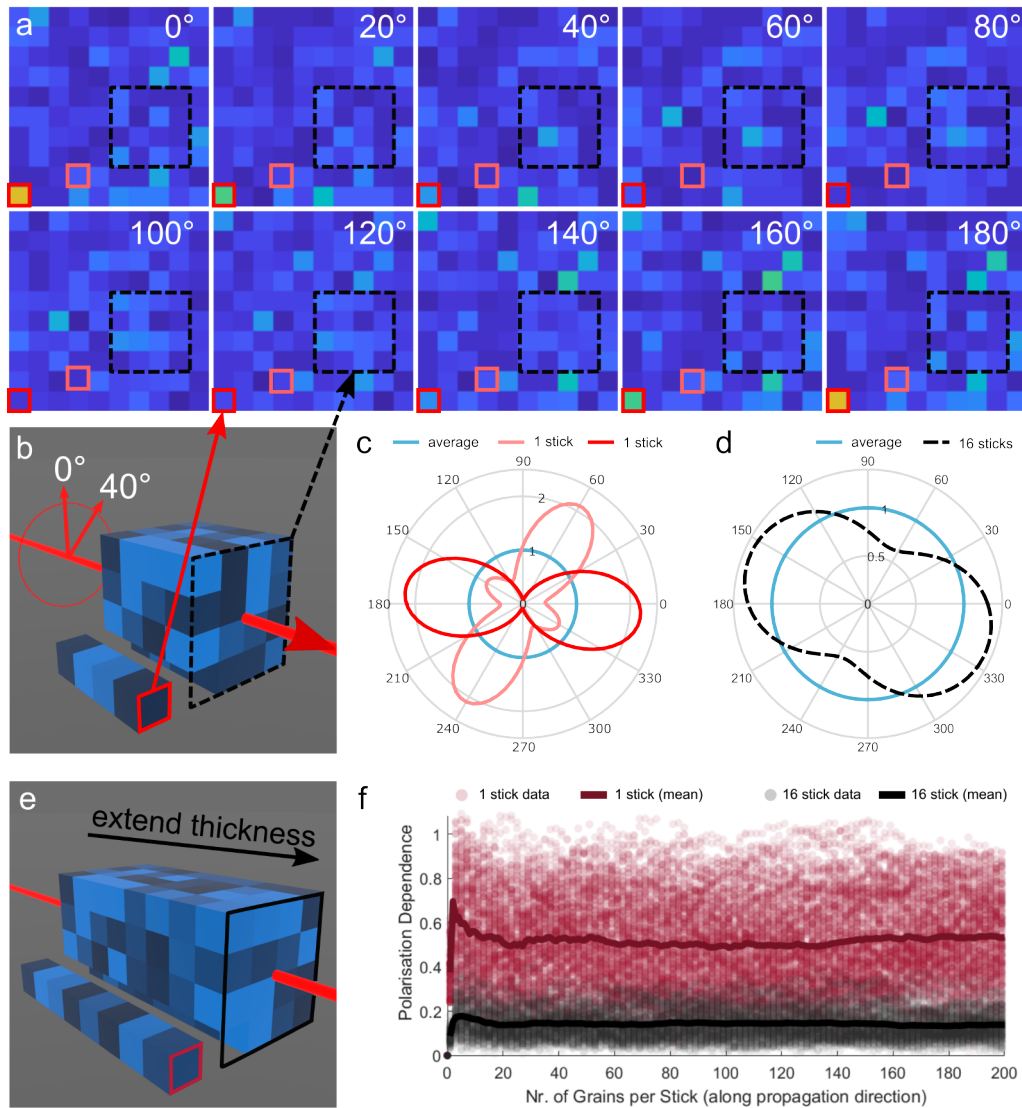 a
0° 20° 40° 60° 80°
100° 120° 140° 160° 180°
b
0°
40°
c
average 1 stick 1 stick
90
120 60
2
150 30
1
180 0 0
210 330
240 300
270
d
average 16 sticks
90
120 60
1
150 30
0.5
180 0 0
210 330
240 300
270
e
extend thickness
f
1 stick data 1 stick (mean) 16 stick data 16 stick (mean)
Polarisation Dependence
1
0.8
0.6
0.4
0.2
0
0 20 40 60 80 100 120 140 160 180 200
Nr. of Grains per Stick (along propagation direction)